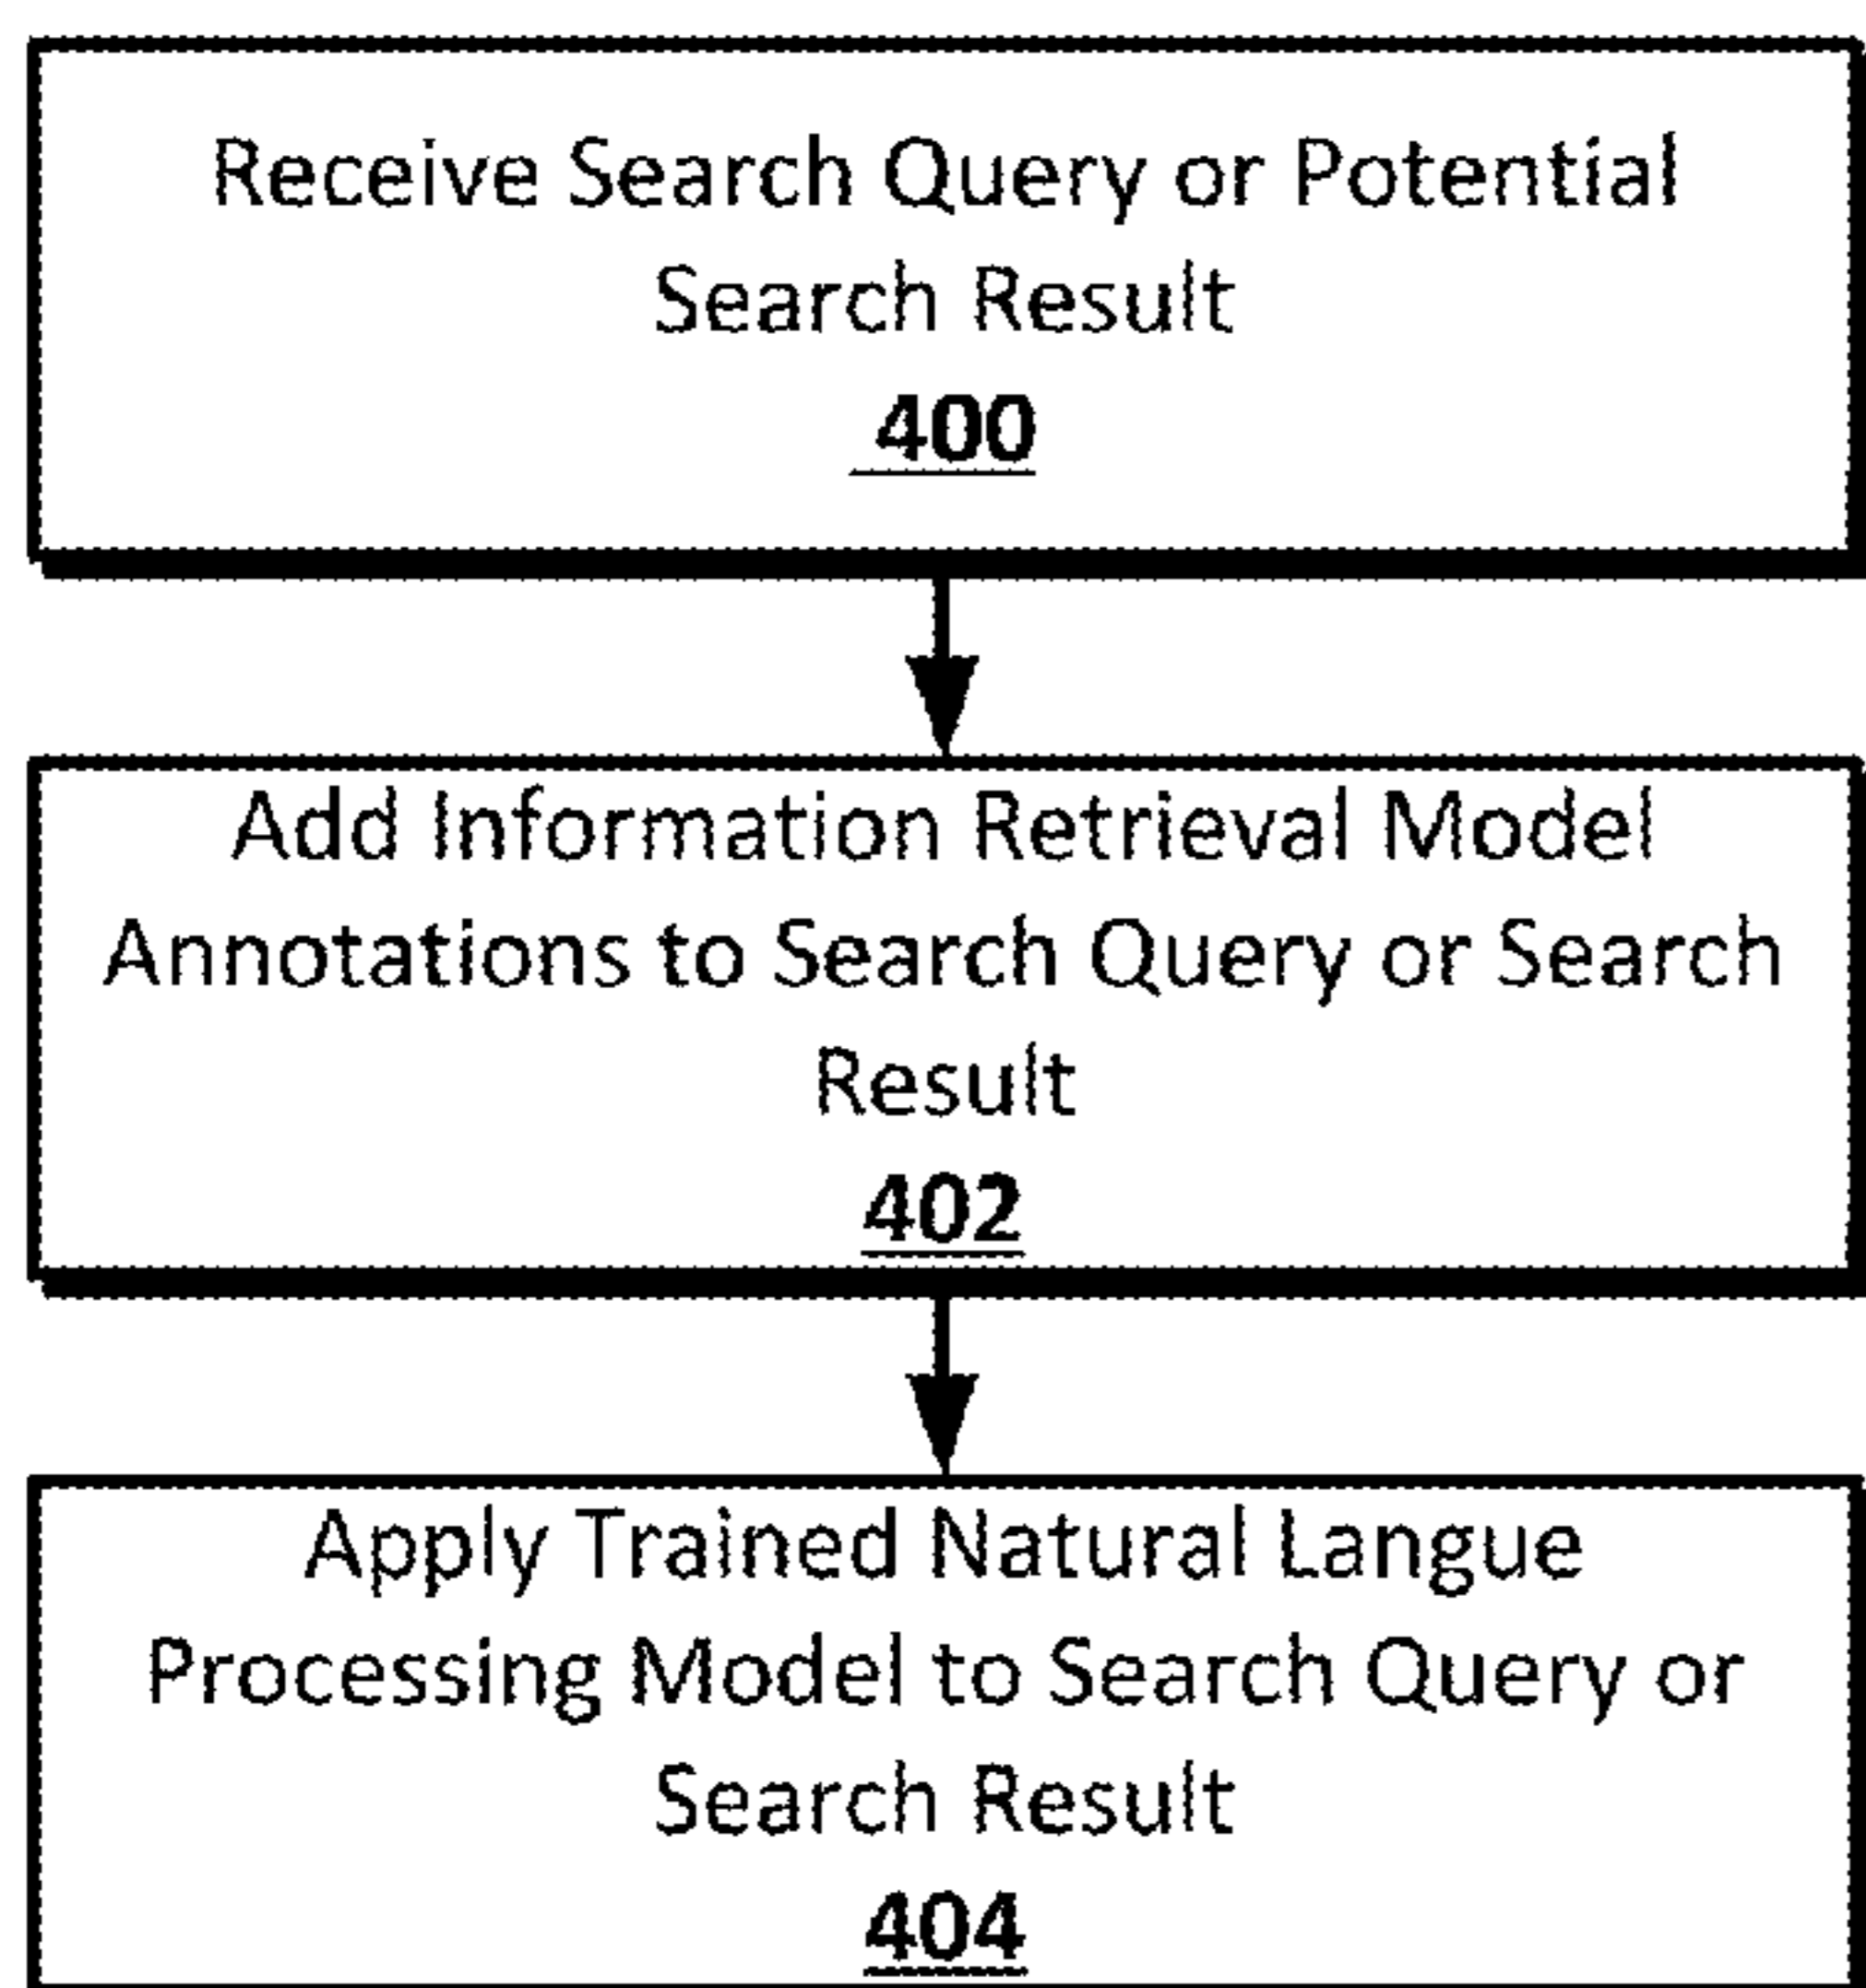 Receive Search Query or Potential
Search Result
400
Add Information Retrieval Model
Annotations to Search Query or Search
Result
402
Apply Trained Natural Langue
Processing Model to Search Query or
Search Result
404